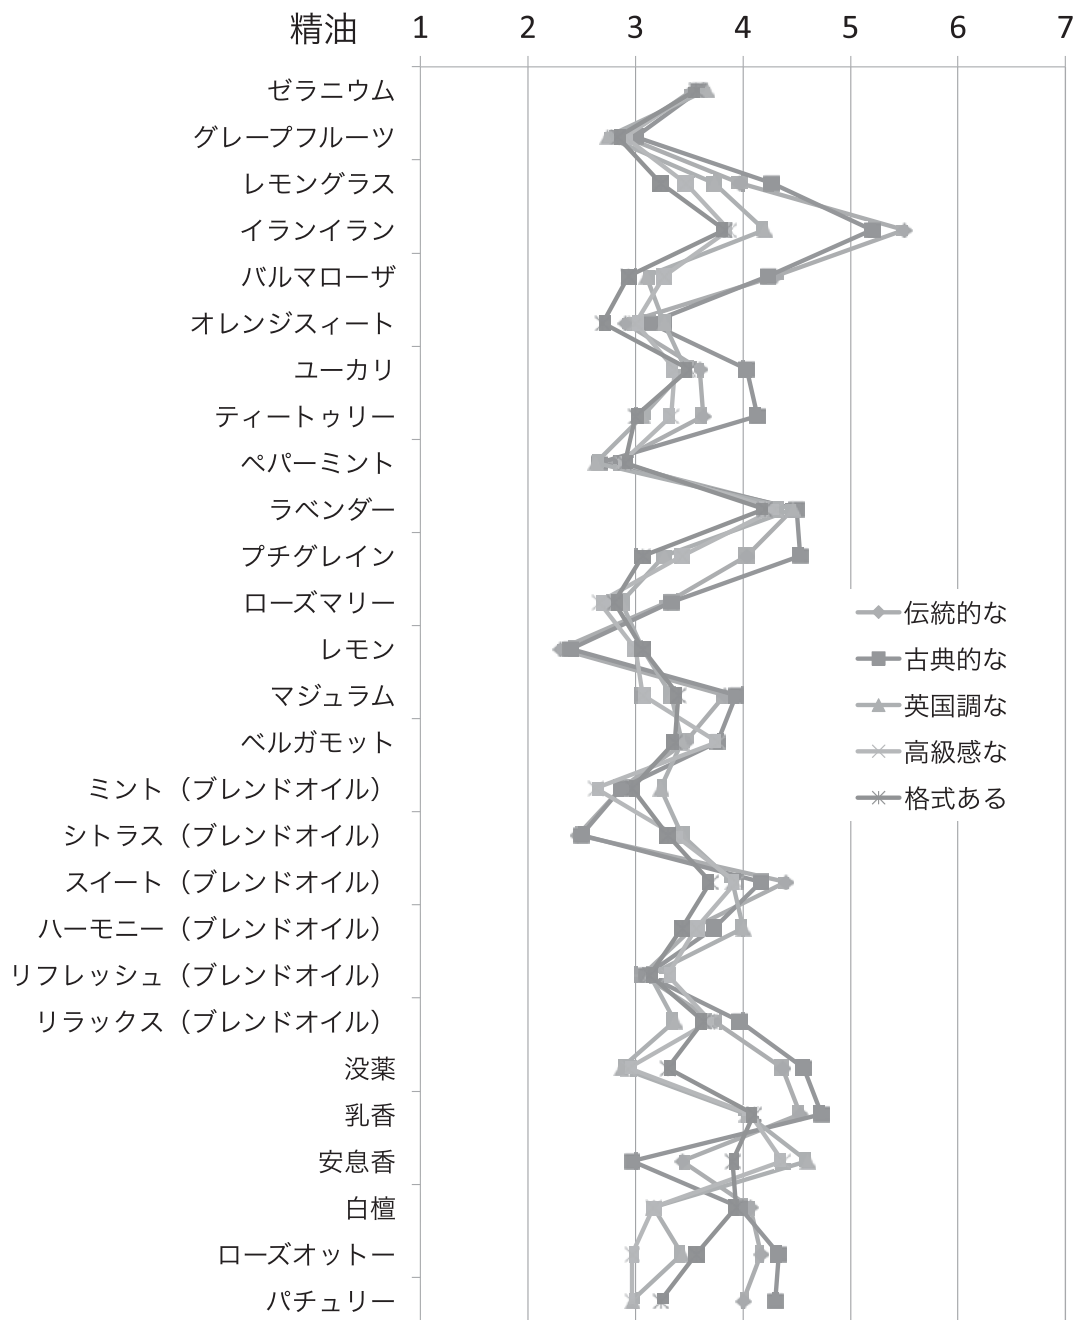 精油 1 2 3 4 5 6 7
ゼラニウム
グレープフルーツ
レモングラス
イランイラン
バルマローザ
オレンジスィート
ユーカリ
ティートゥリー
ペパーミント
ラベンダー
プチグレイン
ローズマリー
伝統的な
レモン
古典的な
マジュラム
英国調な
ベルガモット
高級感な
ミント（ブレンドオイル）
格式ある
シトラス（ブレンドオイル）
スイート（ブレンドオイル）
ハーモニー（ブレンドオイル）
リフレッシュ（ブレンドオイル）
リラックス（ブレンドオイル）
没薬
乳香
安息香
白檀
ローズオットー
パチュリー